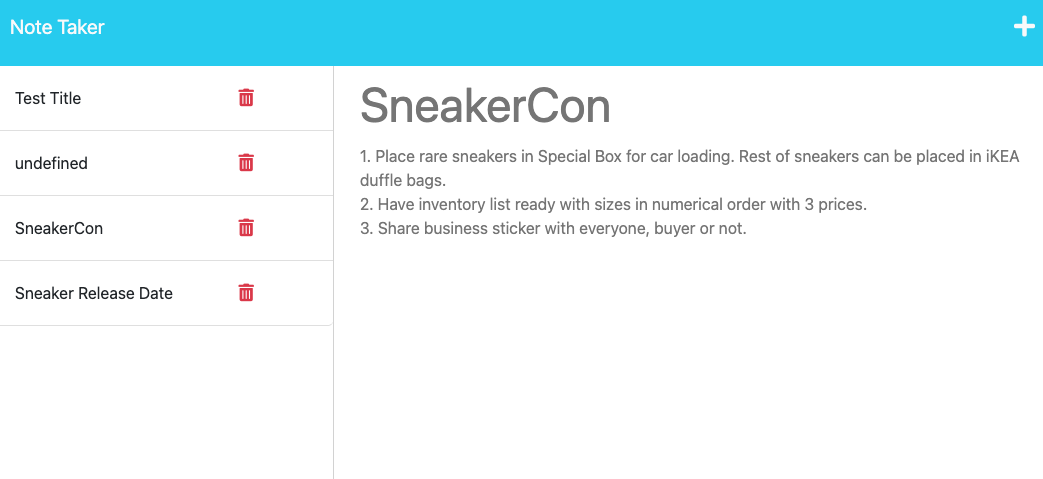 Note Taker
Test Title
undefined
SneakerCon
Sneaker Release Date
SneakerCon
1. Place rare sneakers in Special Box for car loading. Rest of sneakers can be placed in iKEA
duffle bags.
2. Have inventory list ready with sizes in numerical order with 3 prices.
3. Share business sticker with everyone, buyer or not.